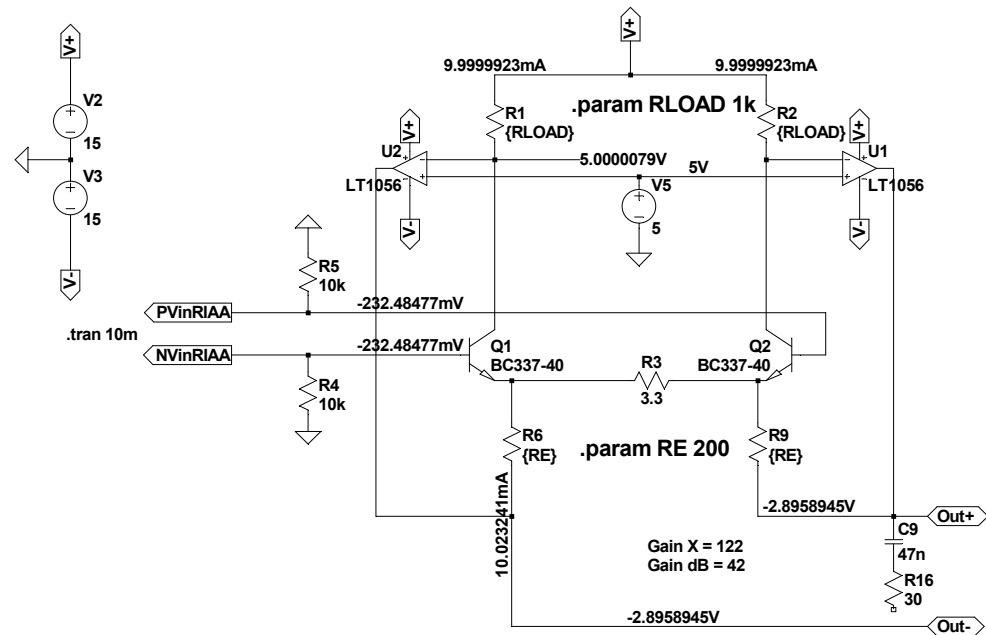 V+
V+
9.9999923mA
9.9999923mA
V2
15
.param RLOAD 1k
R1
{RLOAD}
R2
{RLOAD}
V+
V+
U2
5.0000079V
5V
U1
LT1056
V5
LT1056
V3
15
5
V-
V-
V-
R5
10k
PVinRIAA
-232.48477mV
.tran 10m
NVinRIAA
-232.48477mV
Q1
BC337-40
Q2
BC337-40
R3
3.3
R4
10k
R6
{RE}
.param RE 200
R9
{RE}
10.023241mA
-2.8958945V
Out+
C9
47n
Gain X = 122
Gain dB = 42
R16
30
-2.8958945V
Out-